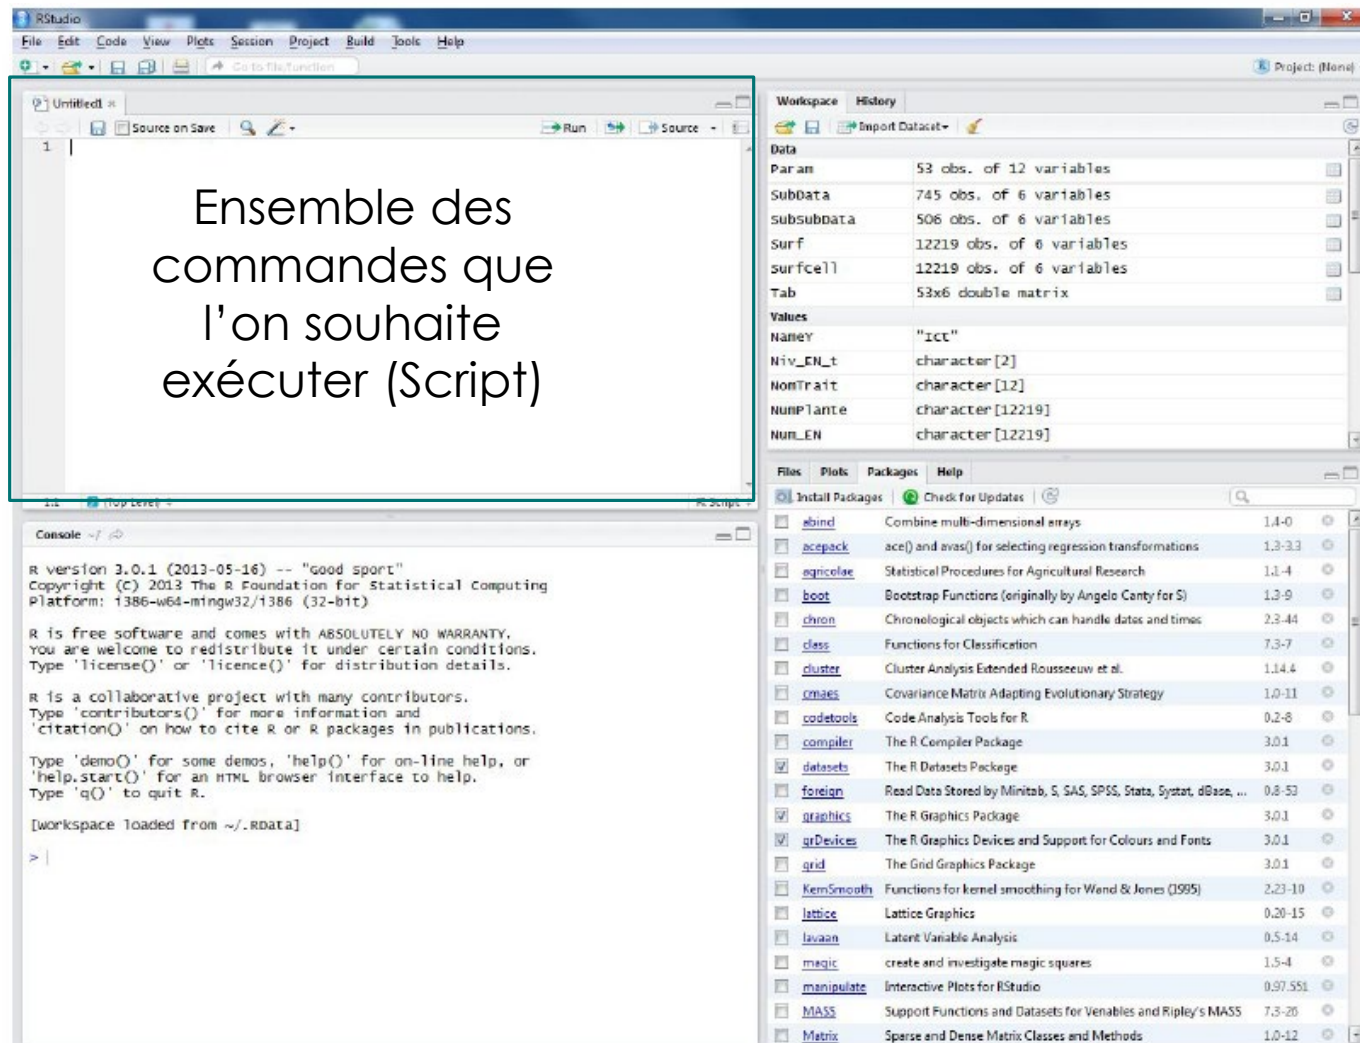 RStudio
File Edit Code View Plots Session Project Build Tools Help
Go to file/function
Project: (None)
Untitled1
Source on Save
Run
Source
1
Ensemble des
commandes que
l'on souhaite
exécuter (Script)
1:1 (Top Level)
R Script
Console ~/
R version 3.0.1 (2013-05-16) -- "Good Sport"
Copyright (C) 2013 The R Foundation for Statistical Computing
Platform: i386-w64-mingw32/i386 (32-bit)
R is free software and comes with ABSOLUTELY NO WARRANTY.
You are welcome to redistribute it under certain conditions.
Type 'license()' or 'licence()' for distribution details.
R is a collaborative project with many contributors.
Type 'contributors()' for more information and
'citation()' on how to cite R or R packages in publications.
Type 'demo()' for some demos, 'help()' for on-line help, or
'help.start()' for an HTML browser interface to help.
Type 'q()' to quit R.
[Workspace loaded from ~/.RData]
>
Workspace History
Import Dataset
Data
Param 53 obs. of 12 variables
SubData 745 obs. of 6 variables
SubSubData 506 obs. of 6 variables
Surf 12219 obs. of 6 variables
surfcell 12219 obs. of 6 variables
Tab 53x6 double matrix
Values
NameY "Ict"
Niv_EN_t character[2]
NomTrait character[12]
NumPlante character[12219]
Num_EN character[12219]
Files Plots Packages Help
Install Packages Check for Updates
abind Combine multi-dimensional arrays 1.4-0
acepack ace() and avas() for selecting regression transformations 1.3-3.3
agricolae Statistical Procedures for Agricultural Research 1.1-4
boot Bootstrap Functions (originally by Angelo Canty for S) 1.3-9
chron Chronological objects which can handle dates and times 2.3-44
class Functions for Classification 7.3-7
cluster Cluster Analysis Extended Rousseeuw et al. 1.14.4
cmaes Covariance Matrix Adapting Evolutionary Strategy 1.0-11
codetools Code Analysis Tools for R 0.2-8
compiler The R Compiler Package 3.0.1
datasets The R Datasets Package 3.0.1
foreign Read Data Stored by Minitab, S, SAS, SPSS, Stata, Systat, dBase, ... 0.8-53
graphics The R Graphics Package 3.0.1
grDevices The R Graphics Devices and Support for Colours and Fonts 3.0.1
grid The Grid Graphics Package 3.0.1
KernSmooth Functions for kernel smoothing for Wand & Jones (1995) 2.23-10
lattice Lattice Graphics 0.20-15
lavaan Latent Variable Analysis 0.5-14
magic create and investigate magic squares 1.5-4
manipulate Interactive Plots for RStudio 0.97.551
MASS Support Functions and Datasets for Venables and Ripley's MASS 7.3-26
Matrix Sparse and Dense Matrix Classes and Methods 1.0-12